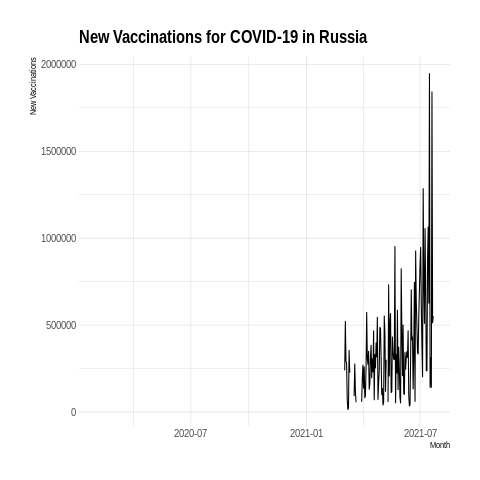 New Vaccinations for COVID-19 in Russia
New Vaccinations
2000000
1500000
1000000
500000
0
2020-07 2021-01 2021-07
Month